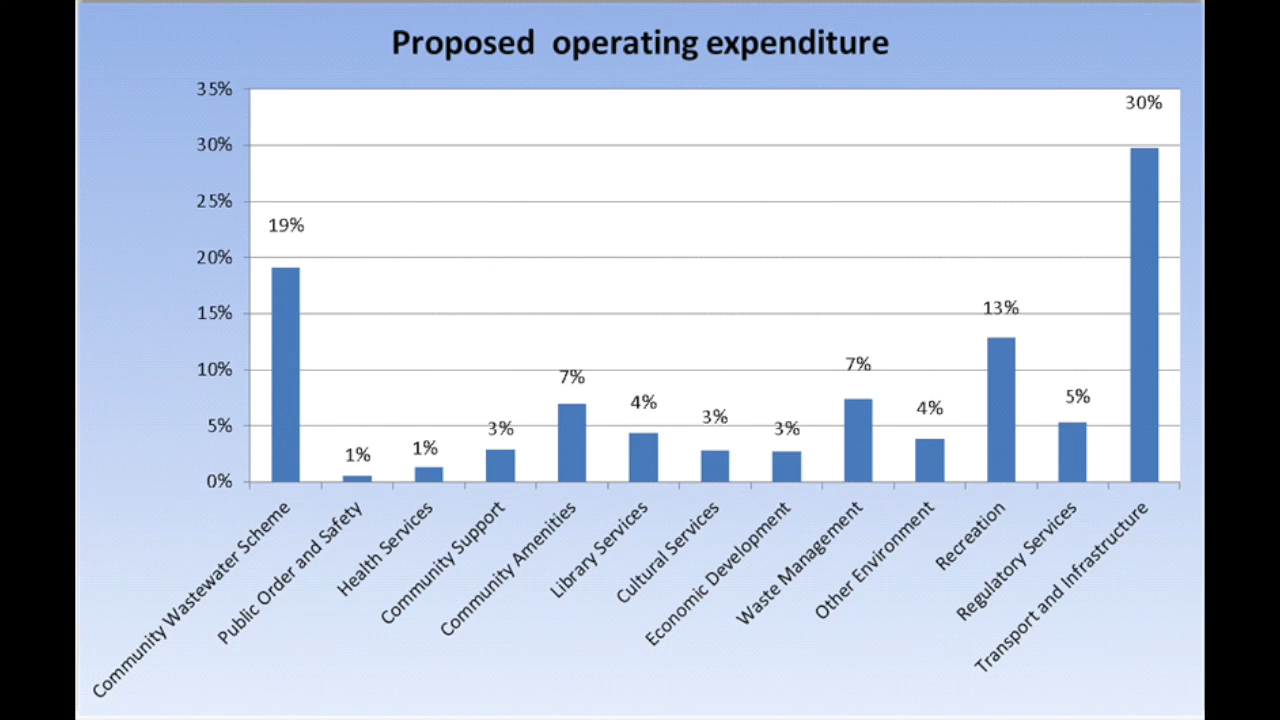 Proposed  operating expenditure
35%
30%
25%
20%
15%
10%
5%
0%
19%
1%
1%
3%
7%
4%
3%
3%
7%
4%
13%
5%
30%
Community Wastewater Scheme
Public Order and Safety
Health Services
Community Support
Community Amenities
Library Services
Cultural Services
Economic Development
Waste Management
Other Environment
Recreation
Regulatory Services
Transport and Infrastructure